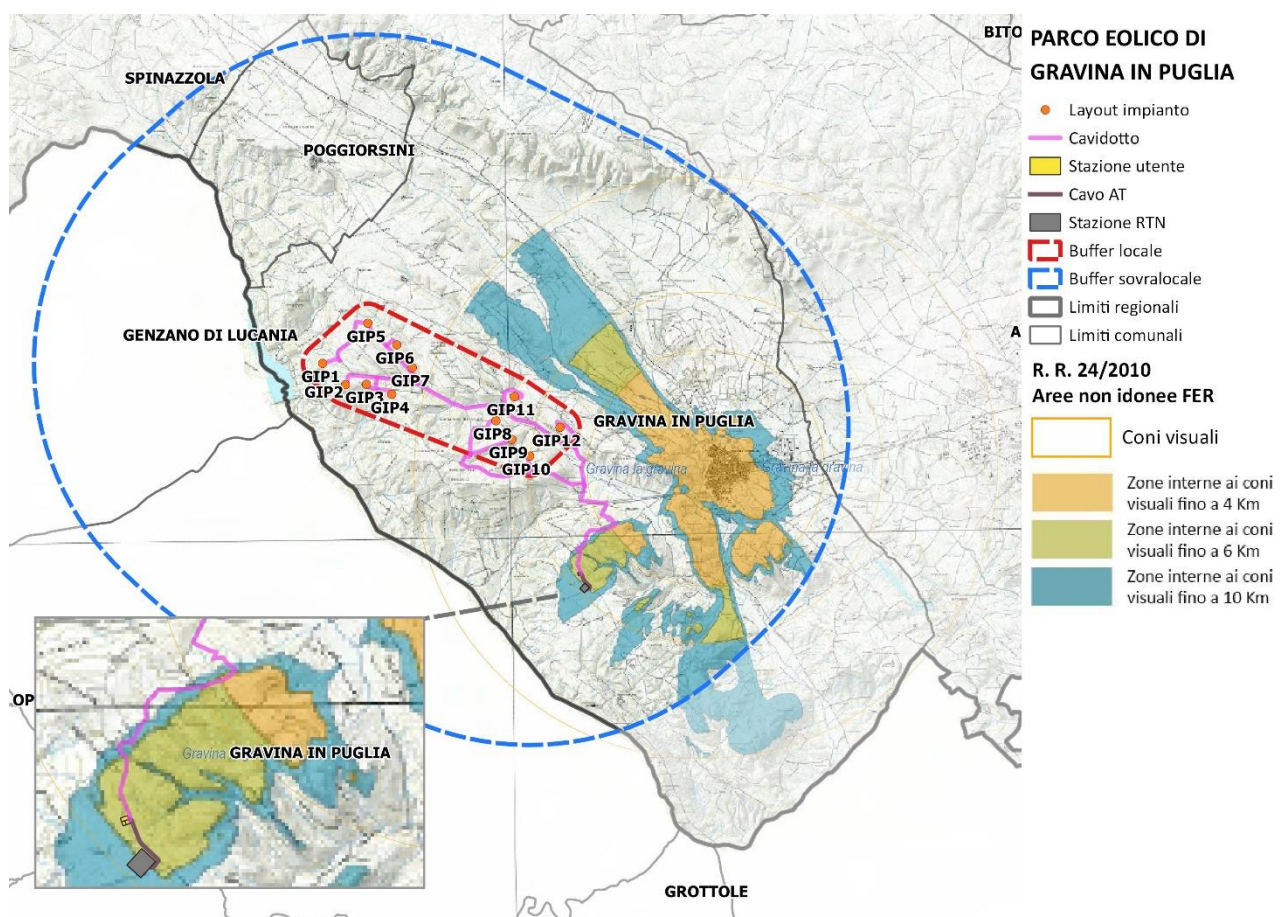 SPINAZZOLA
BITO
POGGIORSINI
GENZANO DI LUCANIA
GIP5
GIP6
GIP1
GIP7
GIP2
GIP3
GIP4
GIP11
GRAVINA IN PUGLIA
GIP8
GIP12
GIP9
GIP10
Gravina la gravina
Gravina la gravina
A
OP
Gravina
GRAVINA IN PUGLIA
GROTTOLE
PARCO EOLICO DI
GRAVINA IN PUGLIA
Layout impianto
Cavidotto
Stazione utente
Cavo AT
Stazione RTN
Buffer locale
Buffer sovralocale
Limiti regionali
Limiti comunali
R. R. 24/2010
Aree non idonee FER
Coni visuali
Zone interne ai coni
visuali fino a 4 Km
Zone interne ai coni
visuali fino a 6 Km
Zone interne ai coni
visuali fino a 10 Km